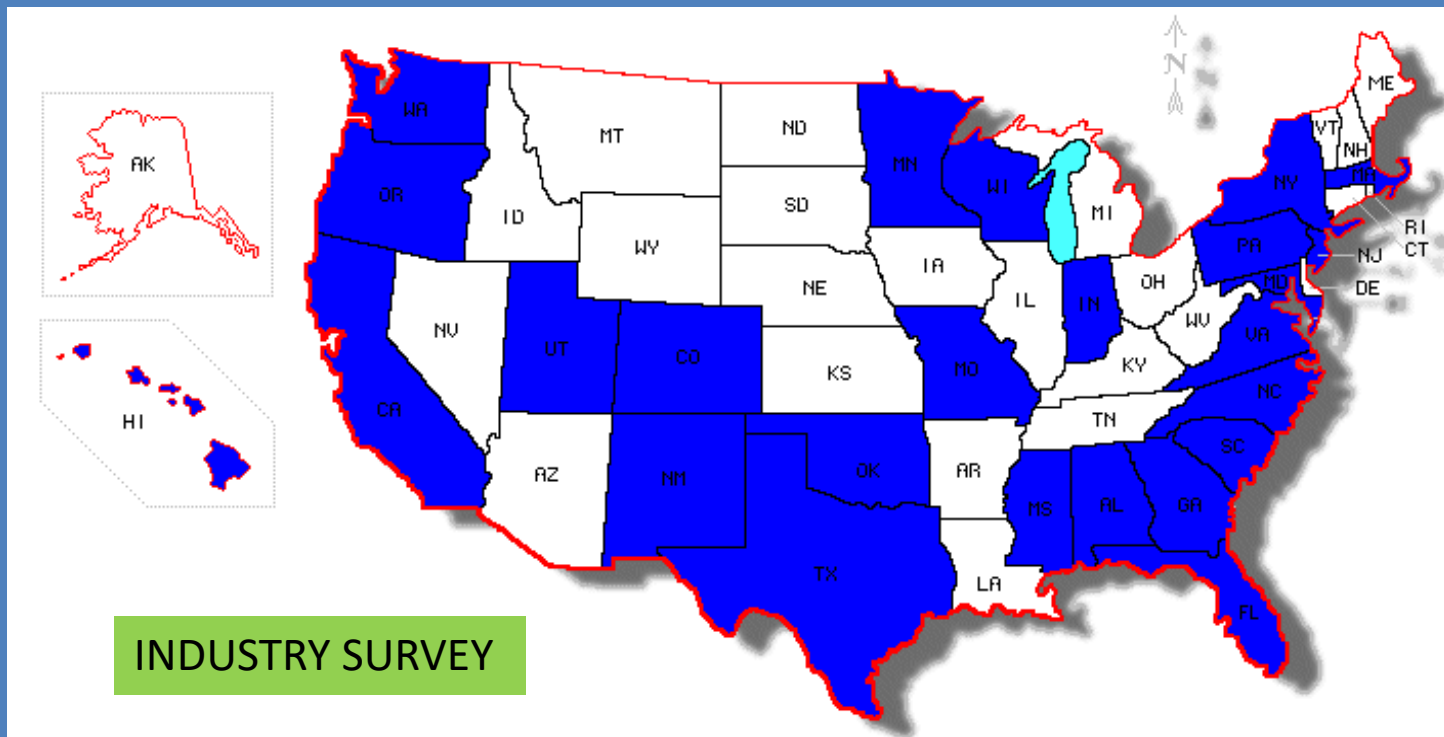 N
ME
WA
MT
ND
VT
NH
MN
AK
OR
ID
SD
WI
NY
MA
MI
WY
RI
CT
PA
NJ
IA
NE
OH
MD
DE
IL
IN
NV
WV
VA
UT
CO
KS
MO
KY
CA
NC
HI
TN
SC
AZ
NM
OK
AR
MS
AL
GA
TX
LA
FL
INDUSTRY SURVEY